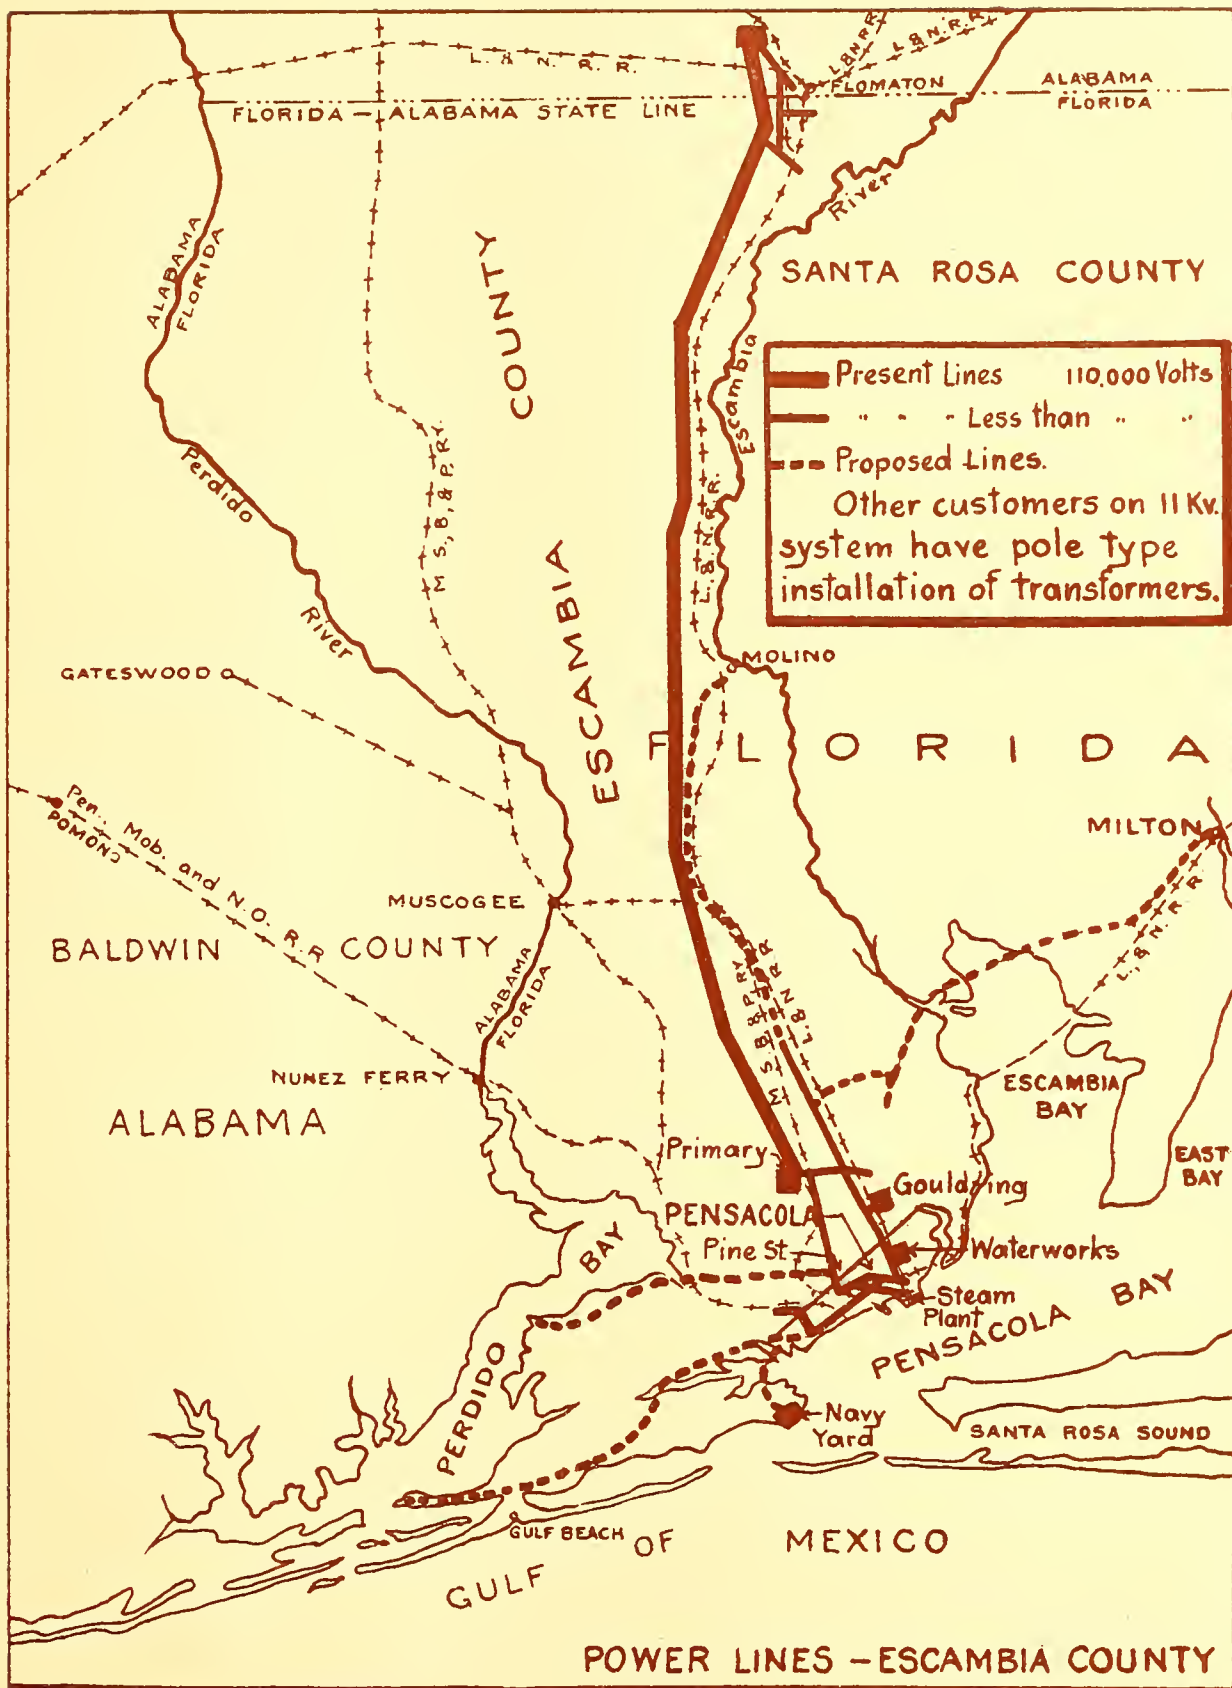 L. & N. R. R.
L&N.R.R.
L&N.R.R.
FLOMATON
ALABAMA
FLORIDA
FLORIDA - ALABAMA STATE LINE
ALABAMA
FLORIDA
River
COUNTY
SANTA ROSA COUNTY
Escambia
Present Lines 110,000 Volts
" " " Less than " "
Proposed Lines.
Other customers on 11 Kv.
system have pole type
installation of transformers.
Perdido
River
M S., B, & P, RY.
L. & N. R. R.
ESCAMBIA
GATESWOOD
MOLINO
FLORIDA
Pen., Mob. and N.O. R.R
POMONO
MILTON
MUSCOGEE
BALDWIN COUNTY
ALABAMA
FLORIDA
M S. B & P. RY
L & N R R
L. & N. R R
NUNEZ FERRY
ALABAMA
ESCAMBIA
BAY
EAST
BAY
Primary
Goulding
PENSACOLA
Pine St
Waterworks
Steam
Plant
PENSACOLA BAY
PERDIDO BAY
Navy
Yard
SANTA ROSA SOUND
GULF BEACH
GULF OF MEXICO
POWER LINES - ESCAMBIA COUNTY